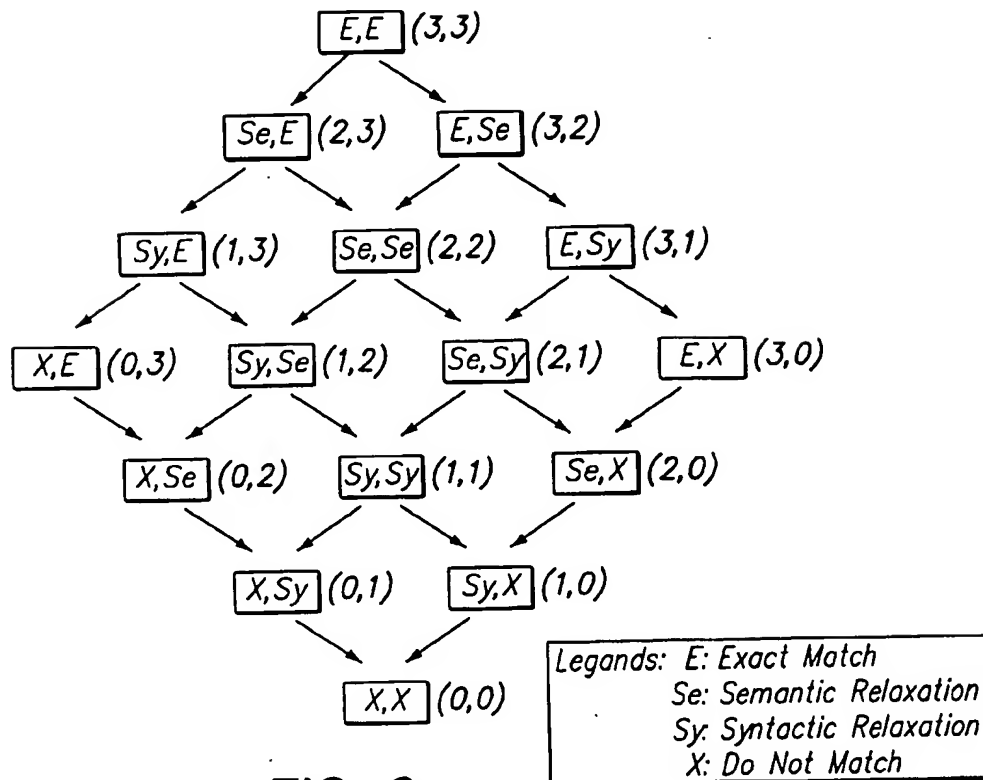 E,E (3,3)
Se,E (2,3) E,Se (3,2)
Sy,E (1,3) Se,Se (2,2) E,Sy (3,1)
X,E (0,3) Sy,Se (1,2) Se,Sy (2,1) E,X (3,0)
X,Se (0,2) Sy,Sy (1,1) Se,X (2,0)
X,Sy (0,1) Sy,X (1,0)
X,X (0,0)
Legands: E: Exact Match
Se: Semantic Relaxation
Sy: Syntactic Relaxation
X: Do Not Match